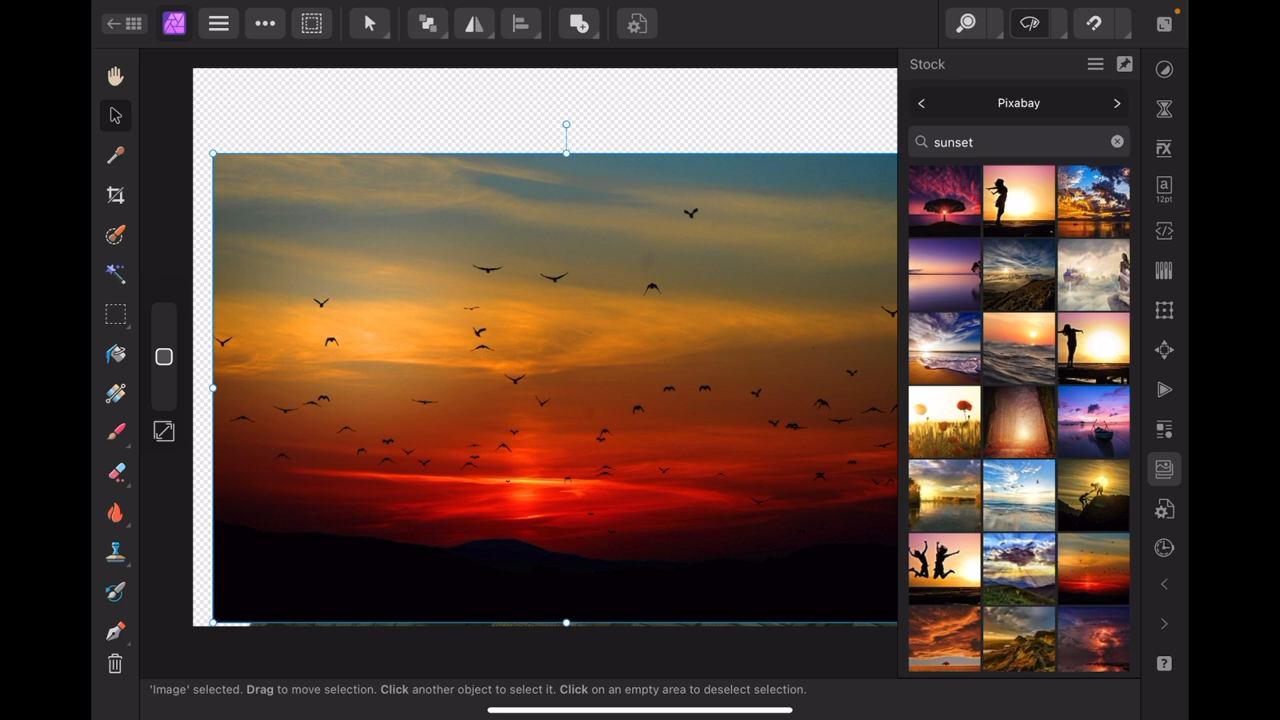 Stock
Pixabay
sunset
FX
a
12pt
?
'Image' selected. Drag to move selection. Click another object to select it. Click on an empty area to deselect selection.